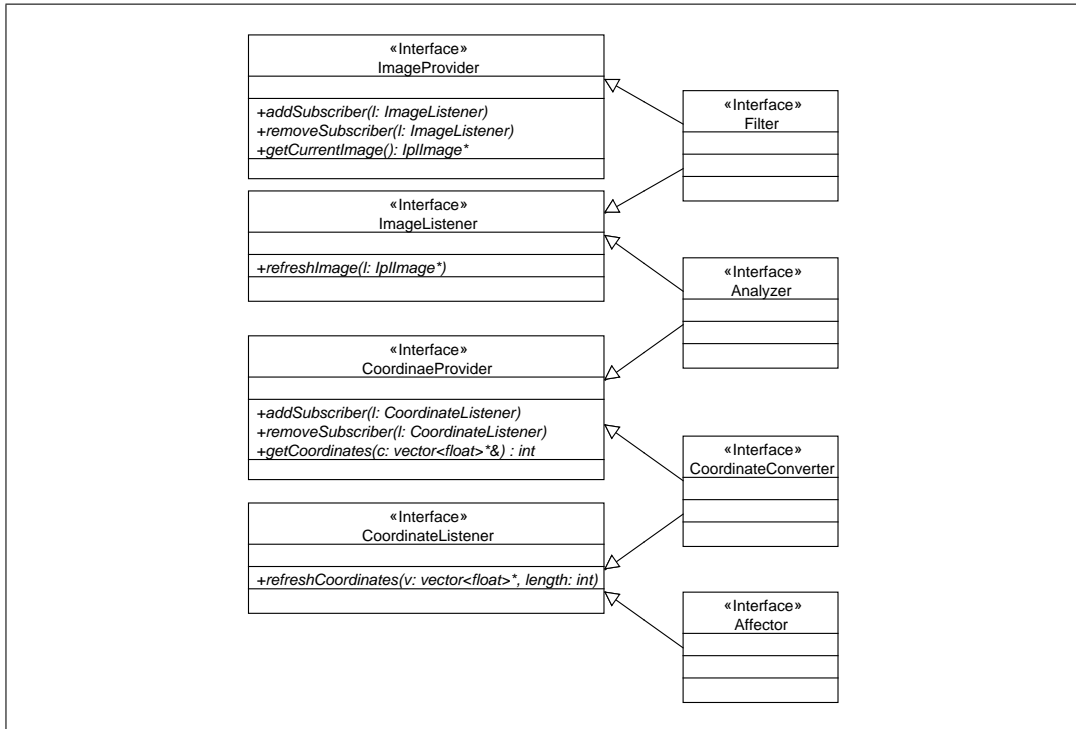 «Interface»
ImageProvider
+addSubscriber(l: ImageListener)
+removeSubscriber(l: ImageListener)
+getCurrentImage(): IplImage*
«Interface»
ImageListener
+refreshImage(I: IplImage*)
«Interface»
CoordinaeProvider
+addSubscriber(l: CoordinateListener)
+removeSubscriber(l: CoordinateListener)
+getCoordinates(c: vector<float>*&) : int
«Interface»
CoordinateListener
+refreshCoordinates(v: vector<float>*, length: int)
«Interface»
Filter
«Interface»
Analyzer
«Interface»
CoordinateConverter
«Interface»
Affector